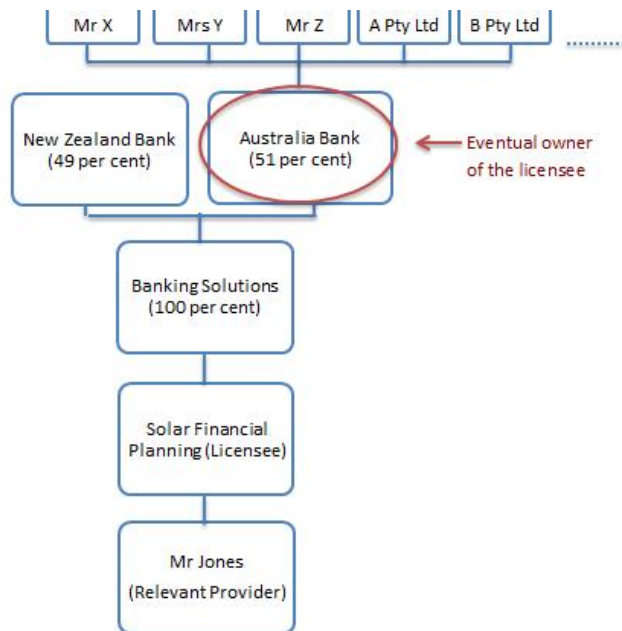 Mr X
Mrs Y
Mr Z
A Pty Ltd
B Pty Ltd
New Zealand Bank
(49 per cent)
Australia Bank
(51 per cent)
Eventual owner
of the licensee
Banking Solutions
(100 per cent)
Solar Financial
Planning (Licensee)
Mr Jones
(Relevant Provider)